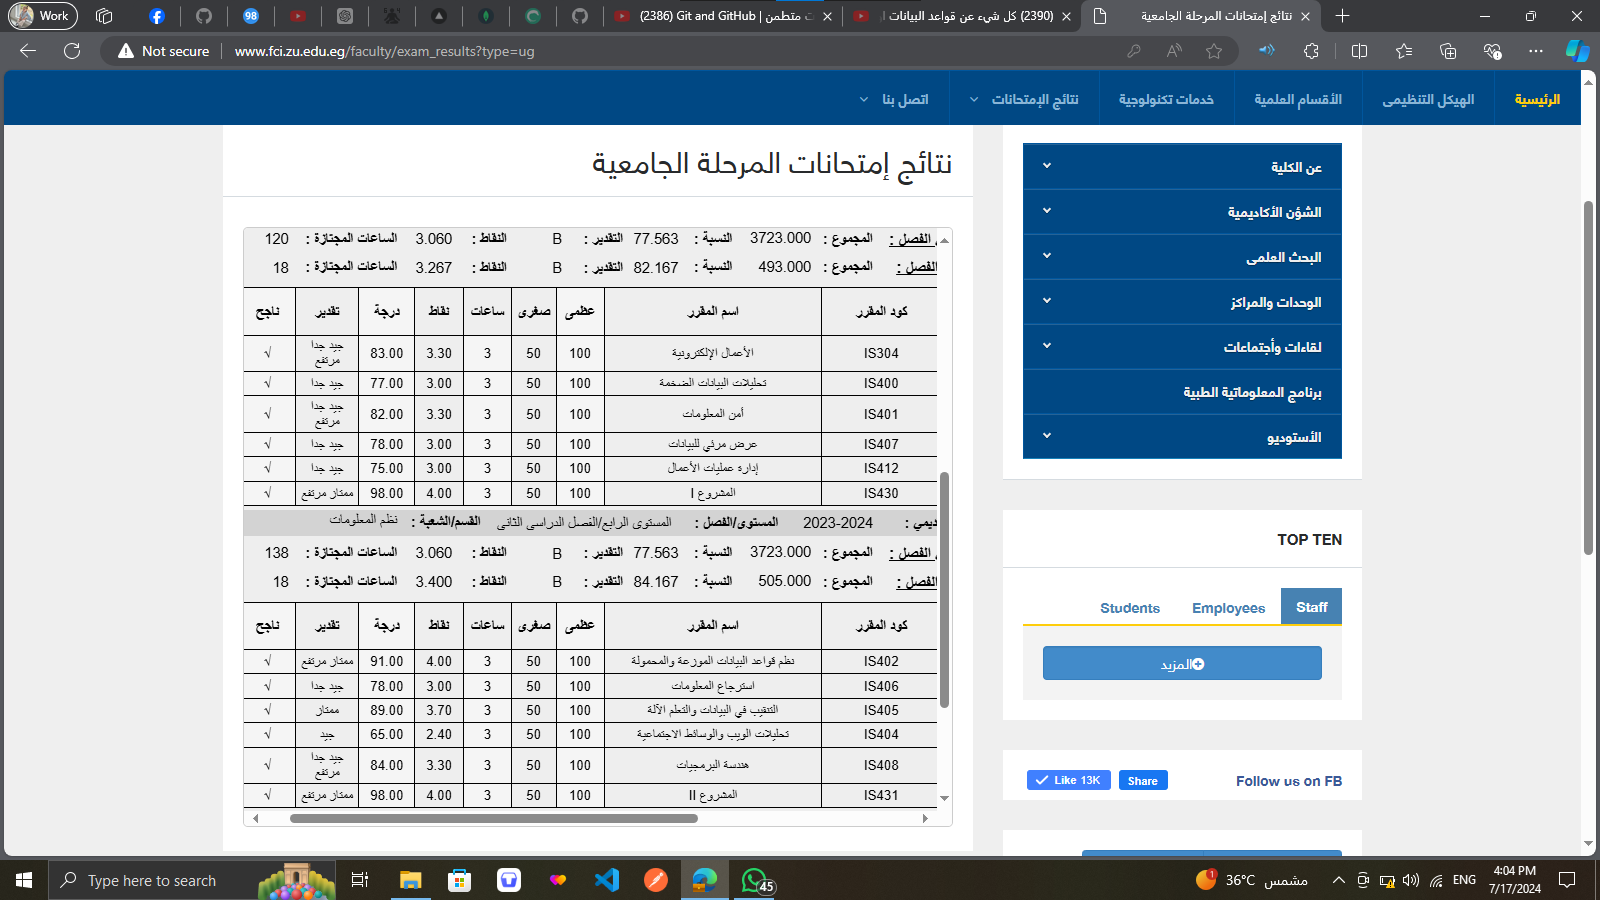 Work
98
(2386) Git and GitHub | ت متطمن
(2390) كل شيء عن قواعد البيانات
نتائج إمتحانات المرحلة الجامعية
Not secure
www.fci.zu.edu.eg/faculty/exam_results?type=ug
الرئيسية الهيكل التنظيمى الأقسام العلمية خدمات تكنولوجية نتائج الإمتحانات اتصل بنا
عن الكلية
الشؤن الأكاديمية
البحث العلمى
الوحدات والمراكز
لقاءات وأجتماعات
برنامج المعلوماتية الطبية
الأستوديو
TOP TEN
Staff Employees Students
المزيد
Follow us on FB
Like 13K Share
نتائج إمتحانات المرحلة الجامعية
الفصل : المجموع : 3723.000 النسبة : 77.563 التقدير : B النقاط : 3.060 الساعات المجتازة : 120
الفصل : المجموع : 493.000 النسبة : 82.167 التقدير : B النقاط : 3.267 الساعات المجتازة : 18
كود المقرر اسم المقرر عظمى صغرى ساعات نقاط درجة تقدير ناجح
IS304 الأعمال الإلكترونية 100 50 3 3.30 83.00 جيد جدا مرتفع √
IS400 تحليلات البيانات الضخمة 100 50 3 3.00 77.00 جيد جدا √
IS401 أمن المعلومات 100 50 3 3.30 82.00 جيد جدا مرتفع √
IS407 عرض مرئي للبيانات 100 50 3 3.00 78.00 جيد جدا √
IS412 إدارة عمليات الأعمال 100 50 3 3.00 75.00 جيد جدا √
IS430 المشروع I 100 50 3 4.00 98.00 ممتاز مرتفع √
ديمي : 2023-2024 المستوى/الفصل : المستوى الرابع/الفصل الدراسى الثانى القسم/الشعبة : نظم المعلومات
الفصل : المجموع : 3723.000 النسبة : 77.563 التقدير : B النقاط : 3.060 الساعات المجتازة : 138
الفصل : المجموع : 505.000 النسبة : 84.167 التقدير : B النقاط : 3.400 الساعات المجتازة : 18
كود المقرر اسم المقرر عظمى صغرى ساعات نقاط درجة تقدير ناجح
IS402 نظم قواعد البيانات الموزعة والمحمولة 100 50 3 4.00 91.00 ممتاز مرتفع √
IS406 استرجاع المعلومات 100 50 3 3.00 78.00 جيد جدا √
IS405 التنقيب في البيانات والتعلم الآلة 100 50 3 3.70 89.00 ممتاز √
IS404 تحليلات الويب والوسائط الاجتماعية 100 50 3 2.40 65.00 جيد √
IS408 هندسة البرمجيات 100 50 3 3.30 84.00 جيد جدا مرتفع √
IS431 المشروع II 100 50 3 4.00 98.00 ممتاز مرتفع √
Type here to search
45
1
36°C مشمس
ENG
4:04 PM
7/17/2024